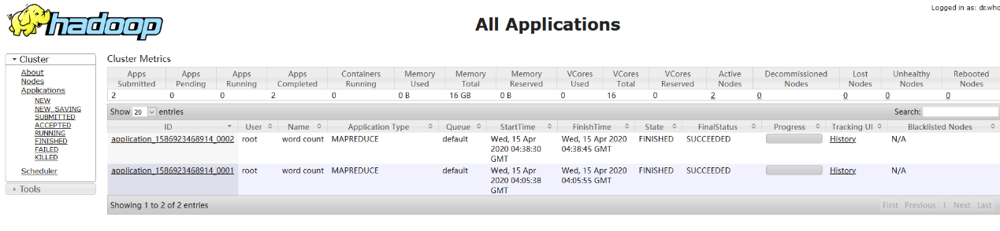 Logged in as: dr.who
hadoop
All Applications
Cluster
About
Nodes
Applications
NEW
NEW_SAVING
SUBMITTED
ACCEPTED
RUNNING
FINISHED
FAILED
KILLED
Scheduler
Tools
Cluster Metrics
Apps Submitted Apps Pending Apps Running Apps Completed Containers Running Memory Used Memory Total Memory Reserved VCores Used VCores Total VCores Reserved Active Nodes Decommissioned Nodes Lost Nodes Unhealthy Nodes Rebooted Nodes
2 0 0 2 0 0 B 16 GB 0 B 0 16 0 2 0 0 0 0
Show 20 entries Search:
ID User Name Application Type Queue StartTime FinishTime State FinalStatus Progress Tracking UI Blacklisted Nodes
application_1586923468914_0002 root word count MAPREDUCE default Wed, 15 Apr 2020 04:38:30 GMT Wed, 15 Apr 2020 04:38:45 GMT FINISHED SUCCEEDED History N/A
application_1586923468914_0001 root word count MAPREDUCE default Wed, 15 Apr 2020 04:05:38 GMT Wed, 15 Apr 2020 04:05:55 GMT FINISHED SUCCEEDED History N/A
Showing 1 to 2 of 2 entries First Previous 1 Next Last